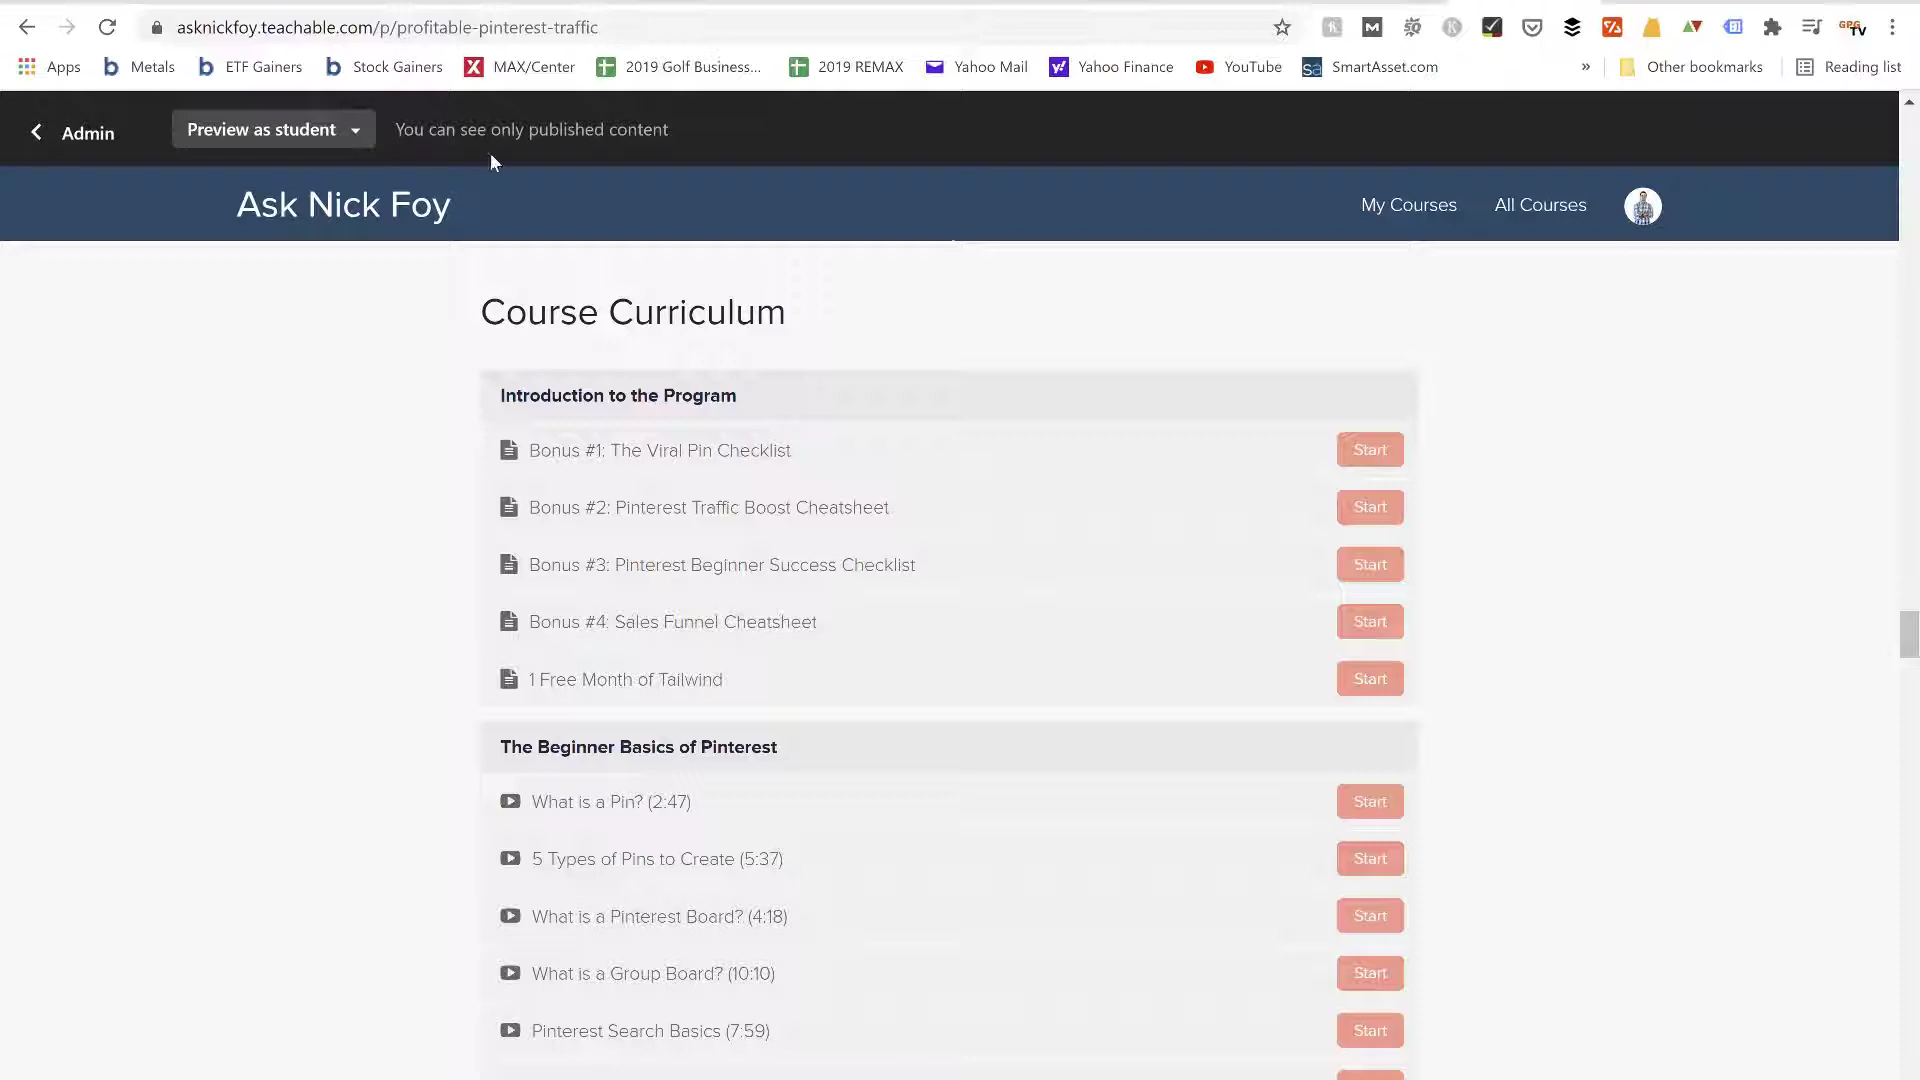 asknickfoy.teachable.com/p/profitable-pinterest-traffic
Apps Metals ETF Gainers Stock Gainers MAX/Center 2019 Golf Business... 2019 REMAX Yahoo Mail Yahoo Finance YouTube SmartAsset.com » Other bookmarks Reading list
Admin Preview as student You can see only published content
Ask Nick Foy My Courses All Courses
Course Curriculum
Introduction to the Program
Bonus #1: The Viral Pin Checklist Start
Bonus #2: Pinterest Traffic Boost Cheatsheet Start
Bonus #3: Pinterest Beginner Success Checklist Start
Bonus #4: Sales Funnel Cheatsheet Start
1 Free Month of Tailwind Start
The Beginner Basics of Pinterest
What is a Pin? (2:47) Start
5 Types of Pins to Create (5:37) Start
What is a Pinterest Board? (4:18) Start
What is a Group Board? (10:10) Start
Pinterest Search Basics (7:59) Start